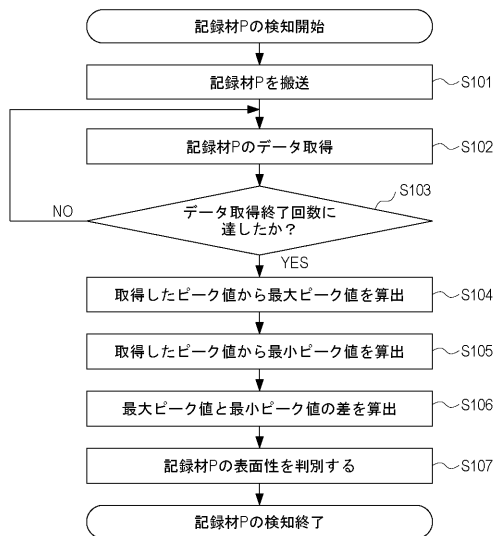 記録材Pの検知開始
記録材Pを搬送
S101
記録材Pのデータ取得
S102
S103
データ取得終了回数に
達したか？
NO
YES
取得したピーク値から最大ピーク値を算出
S104
取得したピーク値から最小ピーク値を算出
S105
最大ピーク値と最小ピーク値の差を算出
S106
記録材Pの表面性を判別する
S107
記録材Pの検知終了